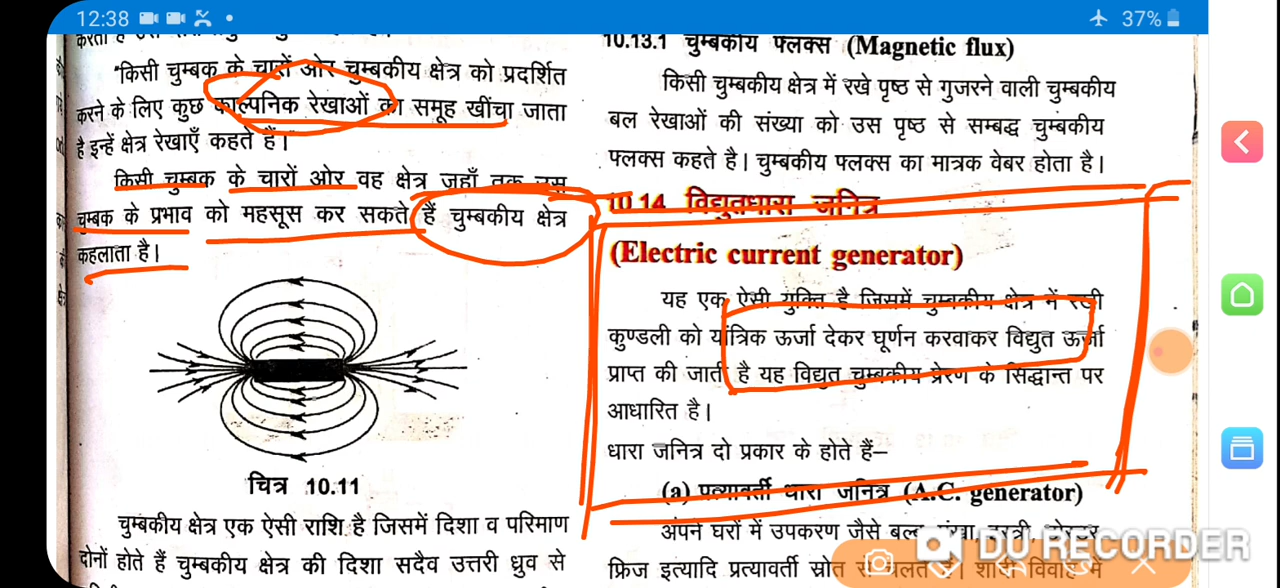 12:38
37%
"किसी चुम्बक के चारों ओर चुम्बकीय क्षेत्र को प्रदर्शित
करने के लिए कुछ काल्पनिक रेखाओं का समूह खींचा जाता
है इन्हें क्षेत्र रेखाएँ कहते हैं।
किसी चुम्बक के चारों ओर वह क्षेत्र जहाँ तक उस
चुम्बक के प्रभाव को महसूस कर सकते हैं चुम्बकीय क्षेत्र
कहलाता है।
चित्र 10.11
चुम्बकीय क्षेत्र एक ऐसी राशि है जिसमें दिशा व परिमाण
दोनों होते हैं चुम्बकीय क्षेत्र की दिशा सदैव उत्तरी ध्रुव से
10.13.1 चुम्बकीय फ्लक्स (Magnetic flux)
किसी चुम्बकीय क्षेत्र में रखे पृष्ठ से गुजरने वाली चुम्बकीय
बल रेखाओं की संख्या को उस पृष्ठ से सम्बद्ध चुम्बकीय
फ्लक्स कहते है। चुम्बकीय फ्लक्स का मात्रक वेबर होता है।
10.14 विद्युतधारा जनित्र
(Electric current generator)
यह एक ऐसी युक्ति है जिसमें चुम्बकीय क्षेत्र में रखी
कुण्डली को यांत्रिक ऊर्जा देकर घूर्णन करवाकर विद्युत ऊर्जा
प्राप्त की जाती है यह विद्युत चुम्बकीय प्रेरण के सिद्धान्त पर
आधारित है।
धारा जनित्र दो प्रकार के होते हैं–
(a) प्रत्यावर्ती धारा जनित्र (A.C. generator)
अपने घरों में उपकरण जैसे
फ्रिज इत्यादि प्रत्यावर्ती स्रोत
DU RECORDER